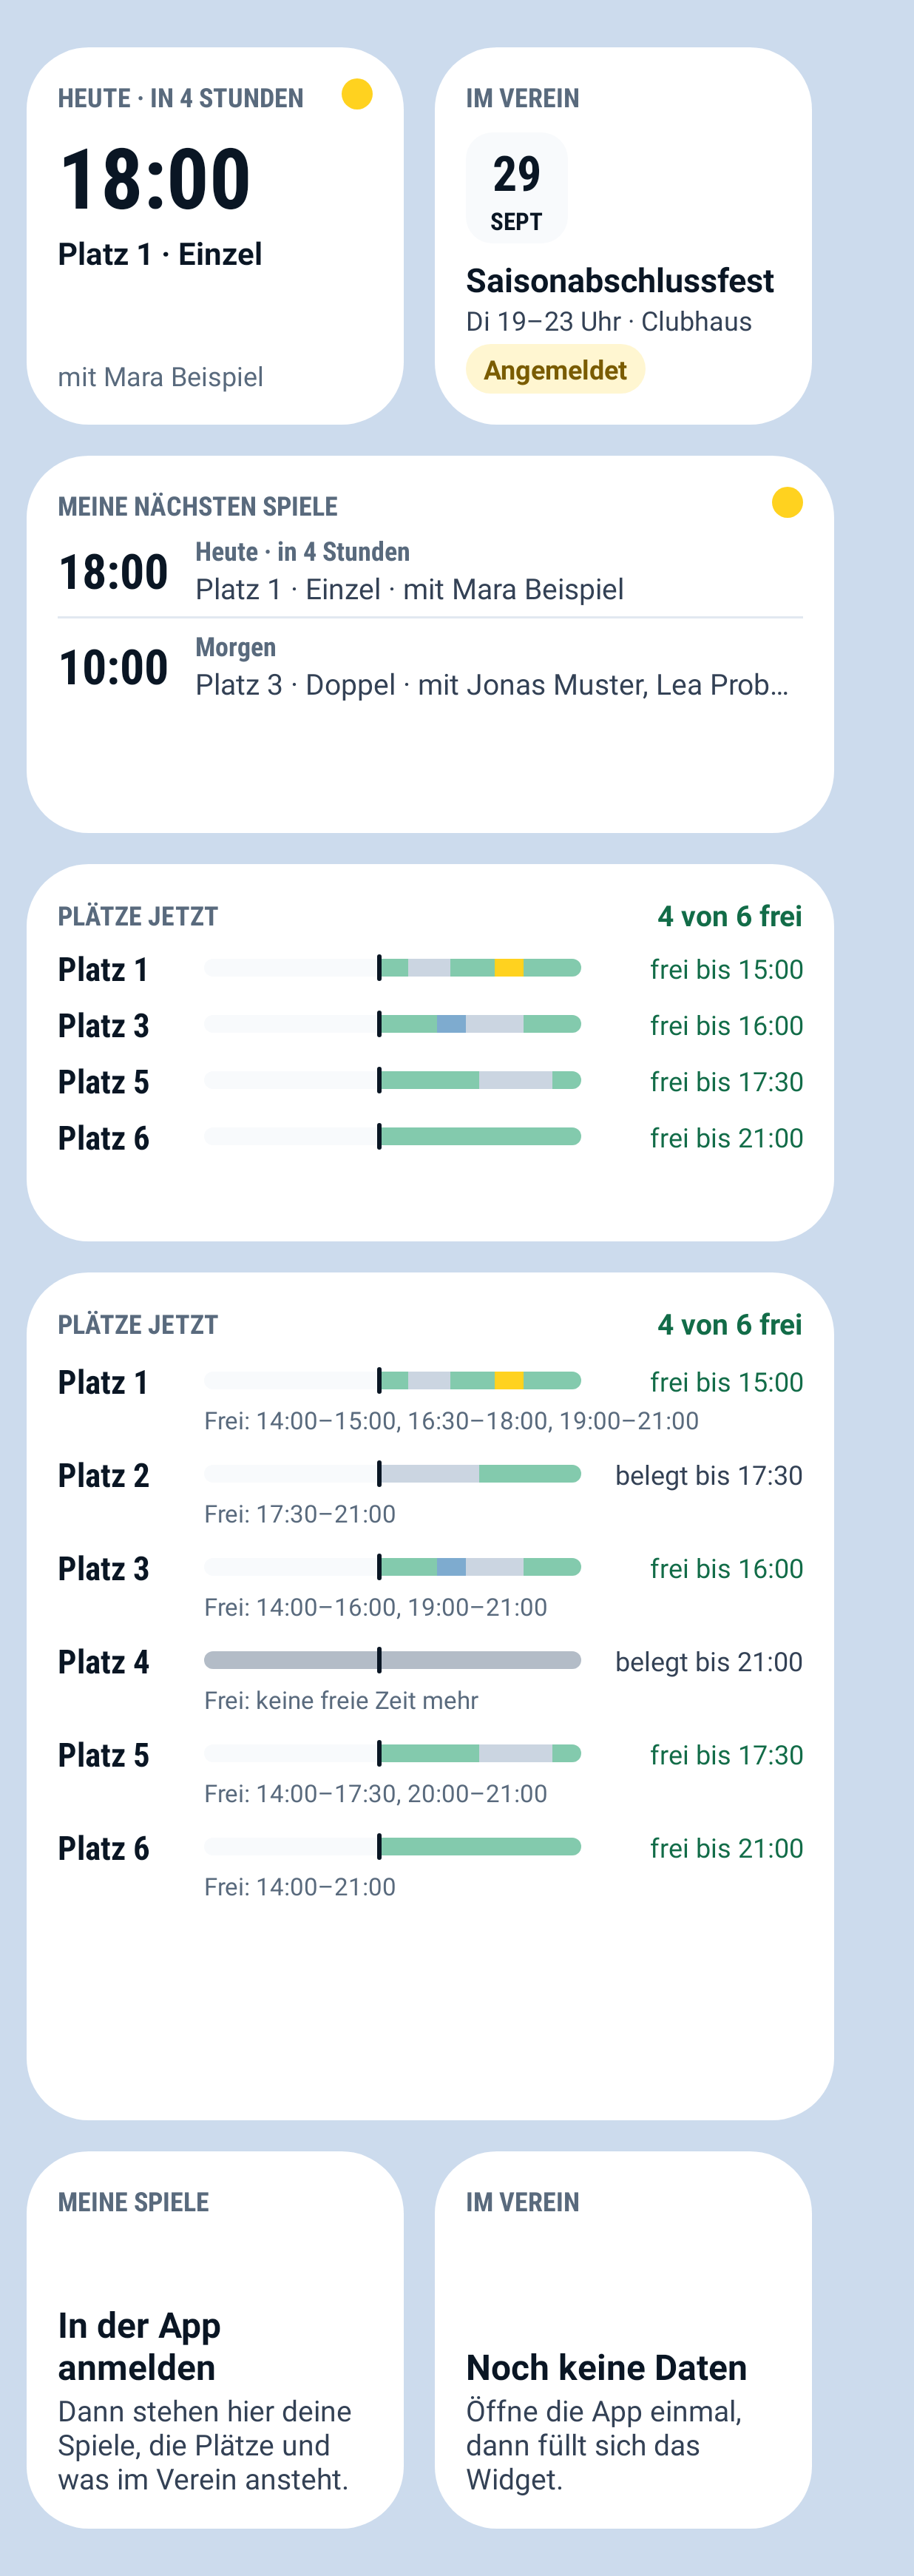 HEUTE · IN 4 STUNDEN
18:00
Platz 1 · Einzel
mit Mara Beispiel
IM VEREIN
29
SEPT
Saisonabschlussfest
Di 19–23 Uhr · Clubhaus
Angemeldet
MEINE NÄCHSTEN SPIELE
18:00
Heute · in 4 Stunden
Platz 1 · Einzel · mit Mara Beispiel
10:00
Morgen
Platz 3 · Doppel · mit Jonas Muster, Lea Prob…
PLÄTZE JETZT
4 von 6 frei
Platz 1
frei bis 15:00
Platz 3
frei bis 16:00
Platz 5
frei bis 17:30
Platz 6
frei bis 21:00
PLÄTZE JETZT
4 von 6 frei
Platz 1
frei bis 15:00
Frei: 14:00–15:00, 16:30–18:00, 19:00–21:00
Platz 2
belegt bis 17:30
Frei: 17:30–21:00
Platz 3
frei bis 16:00
Frei: 14:00–16:00, 19:00–21:00
Platz 4
belegt bis 21:00
Frei: keine freie Zeit mehr
Platz 5
frei bis 17:30
Frei: 14:00–17:30, 20:00–21:00
Platz 6
frei bis 21:00
Frei: 14:00–21:00
MEINE SPIELE
In der App
anmelden
Dann stehen hier deine
Spiele, die Plätze und
was im Verein ansteht.
IM VEREIN
Noch keine Daten
Öffne die App einmal,
dann füllt sich das
Widget.